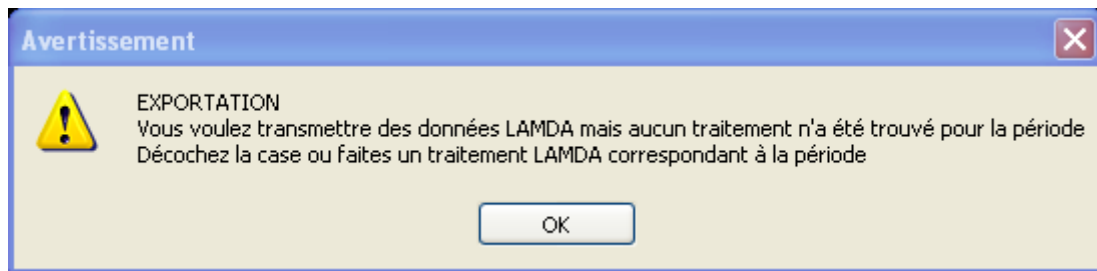 Avertissement
EXPORTATION
Vous voulez transmettre des données LAMDA mais aucun traitement n'a été trouvé pour la période
Décochez la case ou faites un traitement LAMDA correspondant à la période
OK